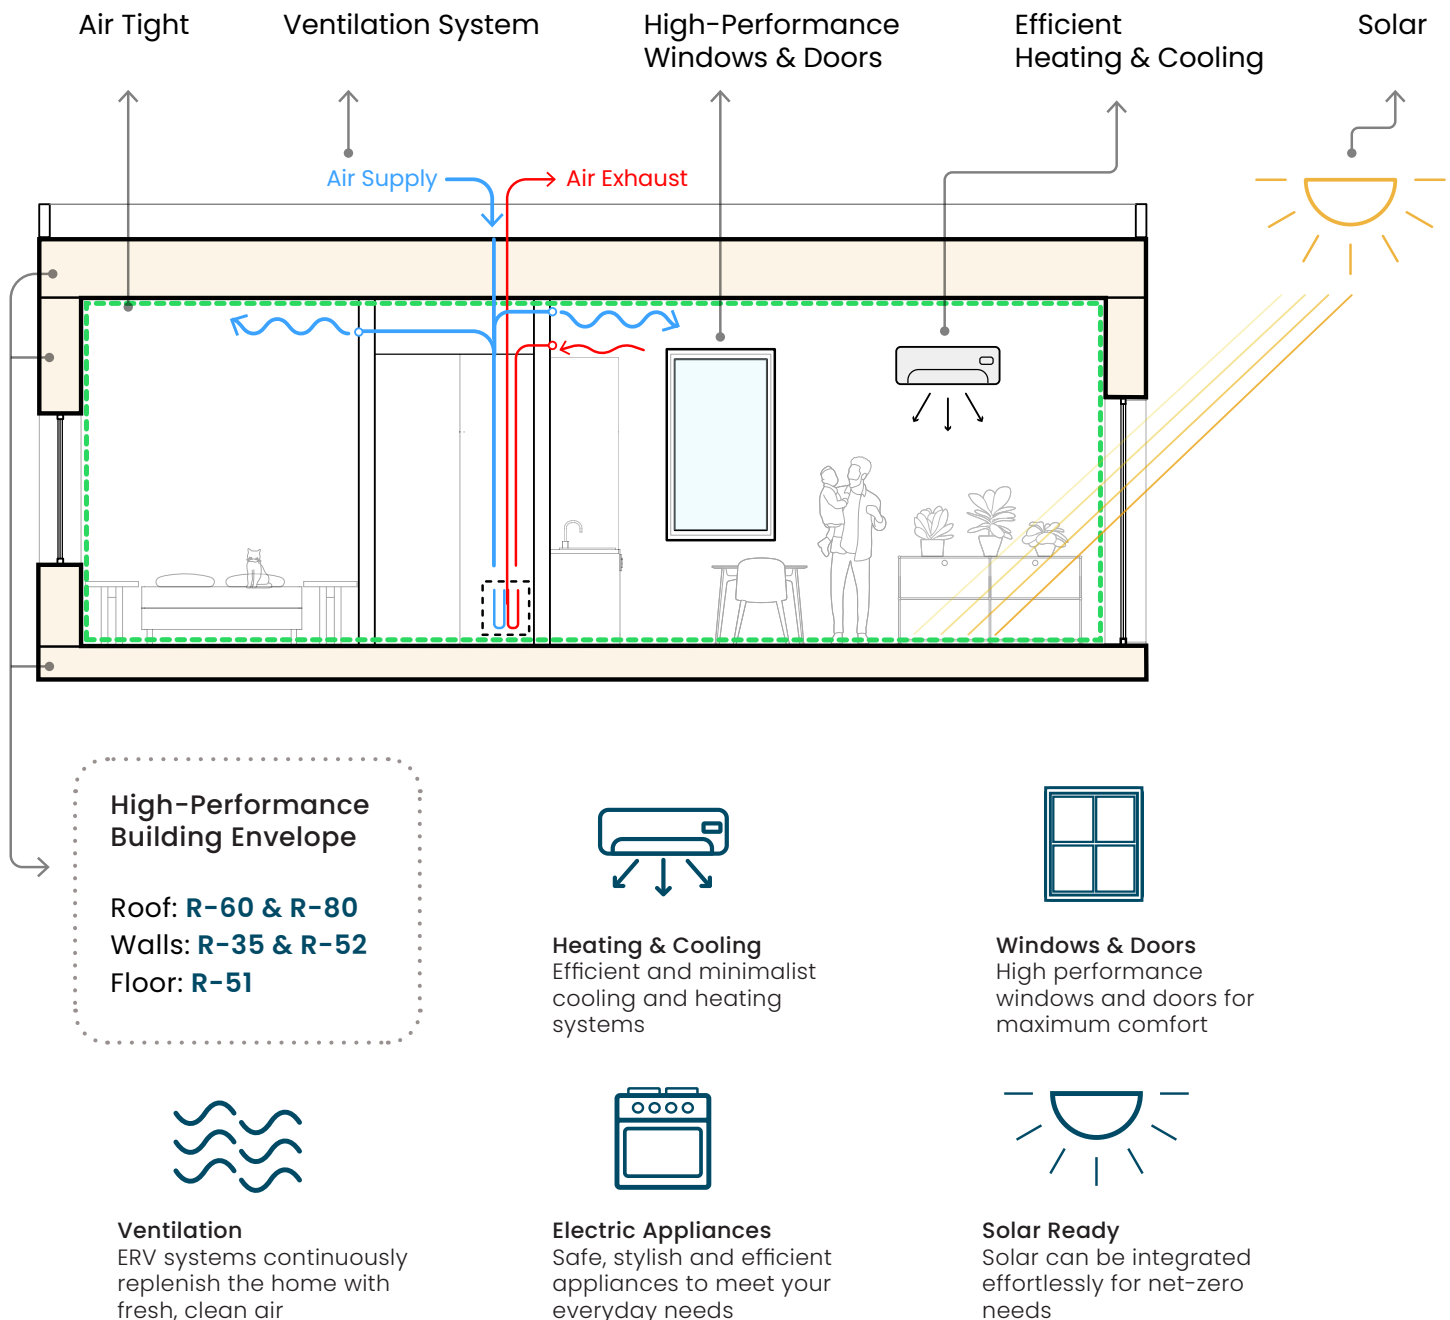 Air Tight
Ventilation System
High-Performance
Windows & Doors
Efficient
Heating & Cooling
Solar
Air Supply
Air Exhaust
High-Performance
Building Envelope
Roof: R-60 & R-80
Walls: R-35 & R-52
Floor: R-51
Heating & Cooling
Efficient and minimalist
cooling and heating
systems
Windows & Doors
High performance
windows and doors for
maximum comfort
Ventilation
ERV systems continuously
replenish the home with
fresh, clean air
Electric Appliances
Safe, stylish and efficient
appliances to meet your
everyday needs
Solar Ready
Solar can be integrated
effortlessly for net-zero
needs